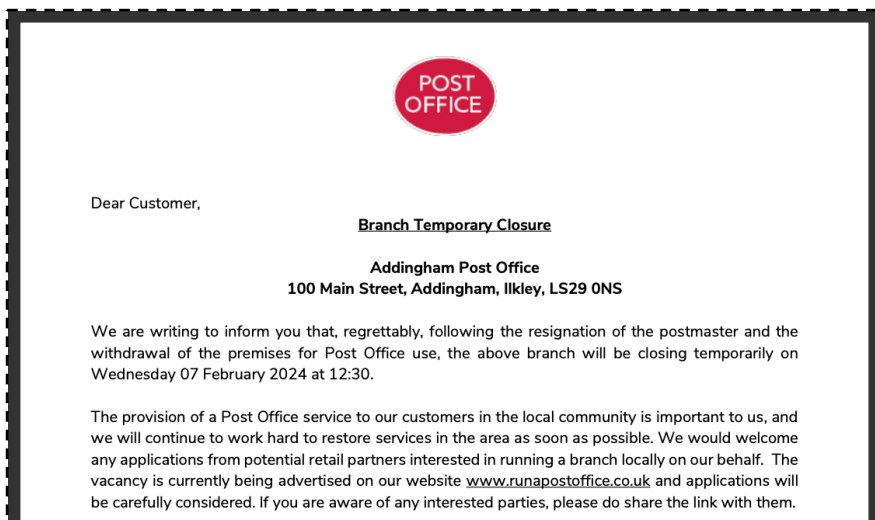 POST
OFFICE
Dear Customer,
Branch Temporary Closure
Addingham Post Office
100 Main Street, Addingham, Ilkley, LS29 0NS
We are writing to inform you that, regrettably, following the resignation of the postmaster and the
withdrawal of the premises for Post Office use, the above branch will be closing temporarily on
Wednesday 07 February 2024 at 12:30.
The provision of a Post Office service to our customers in the local community is important to us, and
we will continue to work hard to restore services in the area as soon as possible. We would welcome
any applications from potential retail partners interested in running a branch locally on our behalf.  The
vacancy is currently being advertised on our website www.runapostoffice.co.uk and applications will
be carefully considered. If you are aware of any interested parties, please do share the link with them.